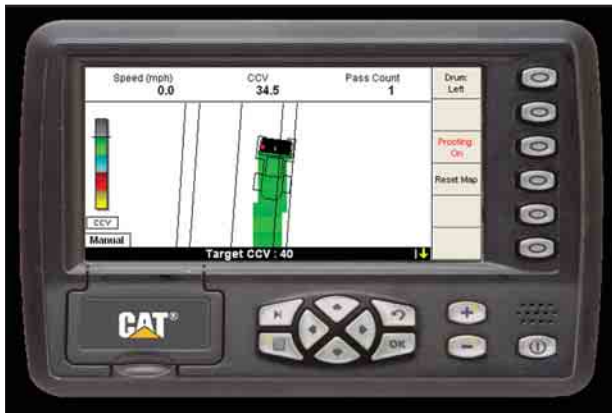 Speed (mph) CCV Pass Count
0.0 34.5 1
Drum:
Left
Proofing:
On
Reset Map
CCV
Manual
Target CCV : 40
CAT®
OK